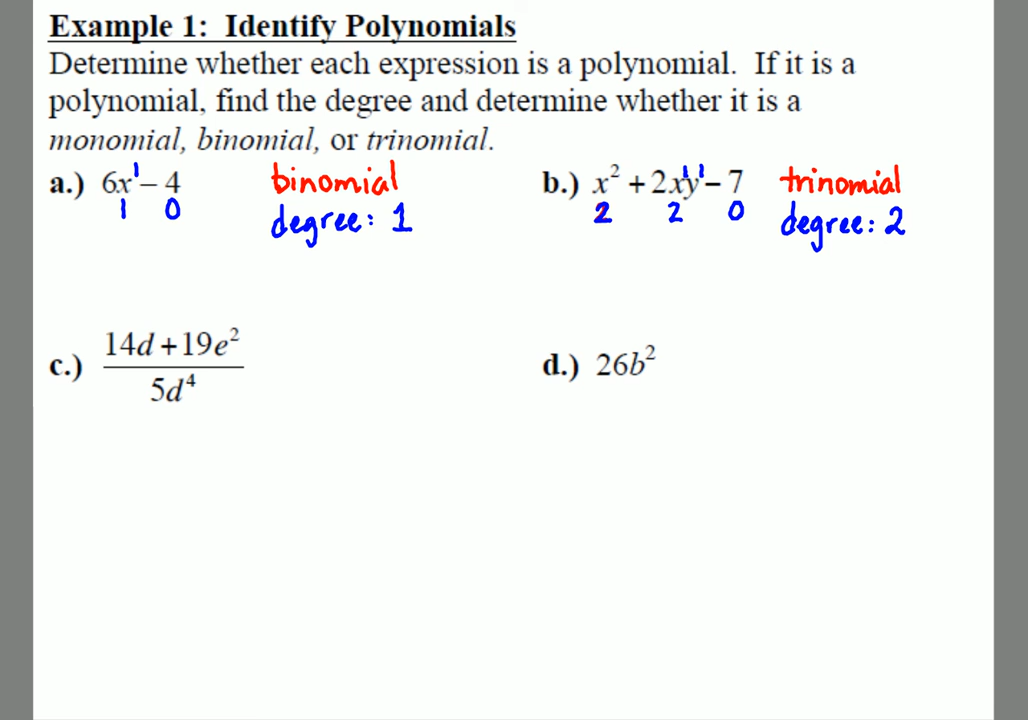 Example 1: Identify Polynomials
Determine whether each expression is a polynomial. If it is a
polynomial, find the degree and determine whether it is a
monomial, binomial, or trinomial.
a.) 6x¹ – 4 binomial
1 0 degree: 1
b.) x² + 2x¹y¹ – 7 trinomial
2 2 0 degree: 2
c.) 14d + 19e²
5d⁴
d.) 26b²